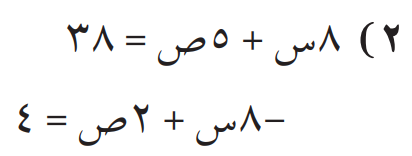 ٢) ٨س + ٥ص = ٣٨
–٨س + ٢ص = ٤